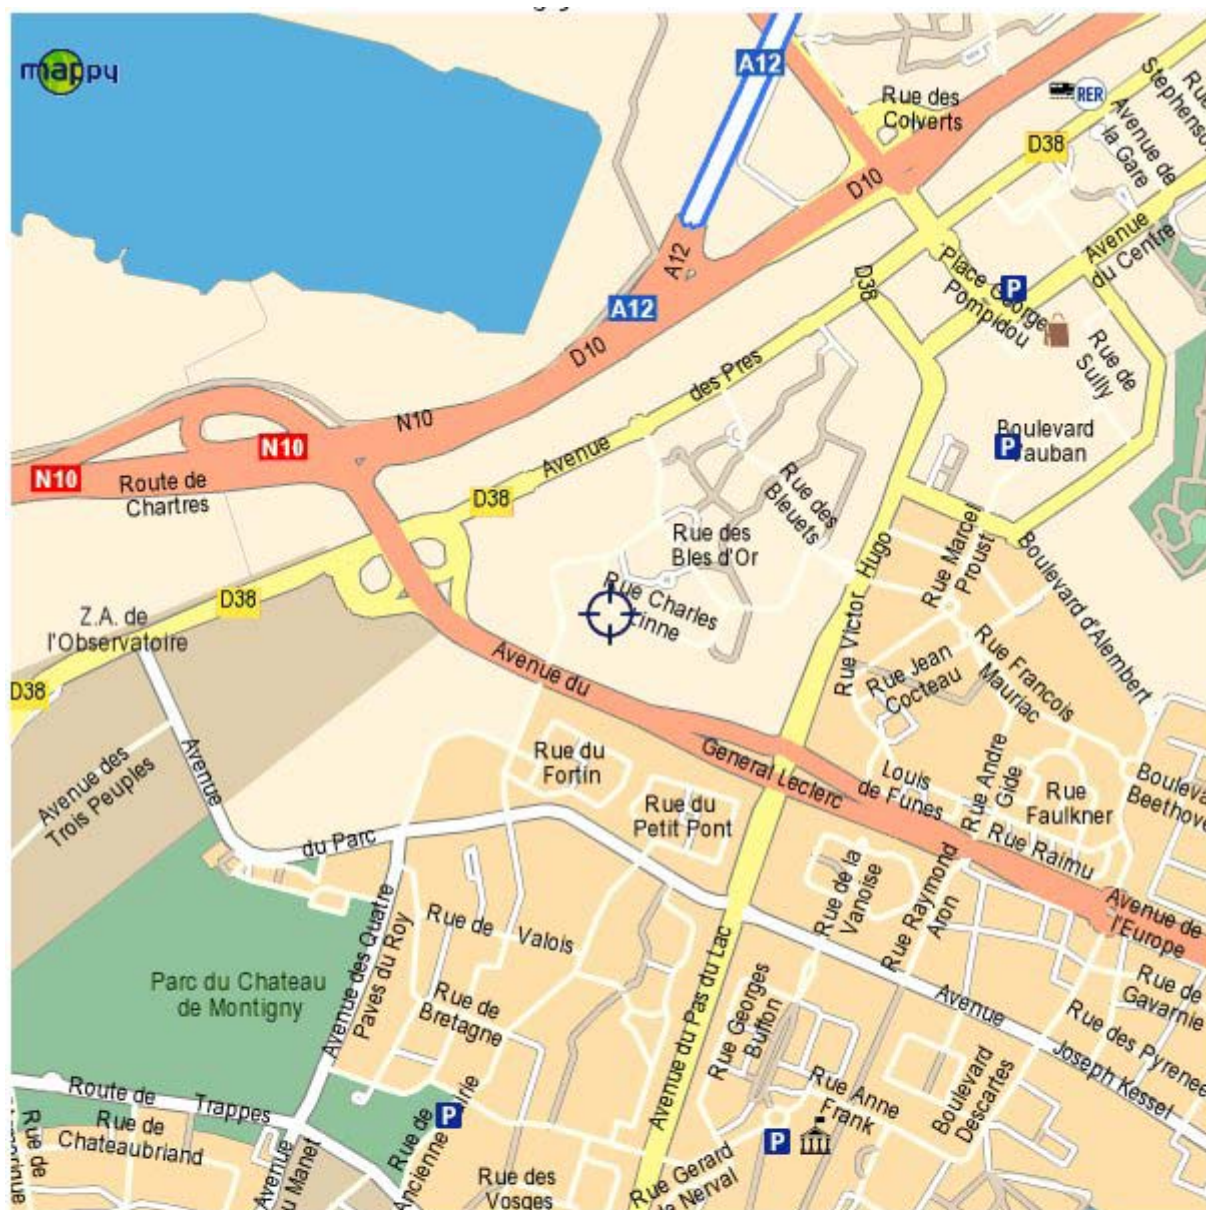 mappy
A12
Rue des
Colverts
RER
Avenue de
la Gare
D38
D10
A12
A12
D10
D38
Avenue
du Centre
Place George
Pompidou
P
Rue de
Sully
des Pres
N10
N10
N10
Route de
Chartres
Avenue
D38
Boulevard
P
Vauban
Rue des
Bleuets
Rue des
Bles d'Or
Hugo
Rue Marcel
Proust
Boulevard d'Alembert
D38
Z.A. de
l'Observatoire
Rue Charles
Avenue du
Rue Victor
Rue Jean
Cocteau
Rue Francois
Mauriac
D38
Avenue des
Trois Peuples
Avenue
Rue du
Fortin
General Leclerc
Louis
de Funes
Rue Andre
Gide
Rue
Faulkner
Rue du
Petit Pont
du Parc
Rue Raimu
Rue de la
Vanoise
Rue Raymond
Aron
Avenue de
l'Europe
Avenue des Quatre
Paves du Roy
Rue de
Valois
Parc du Chateau
de Montigny
Rue de
Bretagne
Avenue du Pas du Lac
Rue Georges
Buffon
Avenue
Joseph Kessel
Rue de
Gavarnie
Route de
Trappes
Rue de
Chateaubriand
Rue de
Avenue
P
Rue de
Ancienne
Rue Anne
Frank
P
Boulevard
Descartes
Rue des
Vosges
Rue Gerard